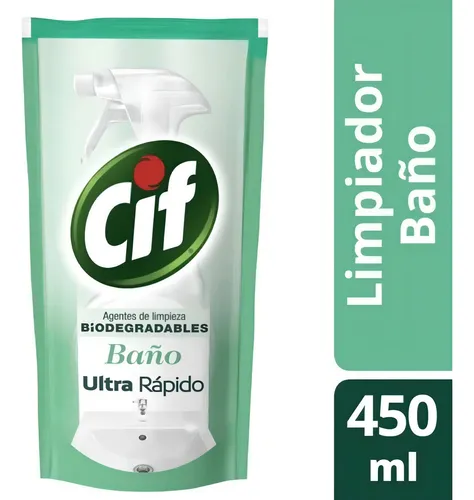 Cif
Agentes de limpieza
BiODEGRADABLES
Baño
Ultra Rápido
Limpiador
Baño
450
ml